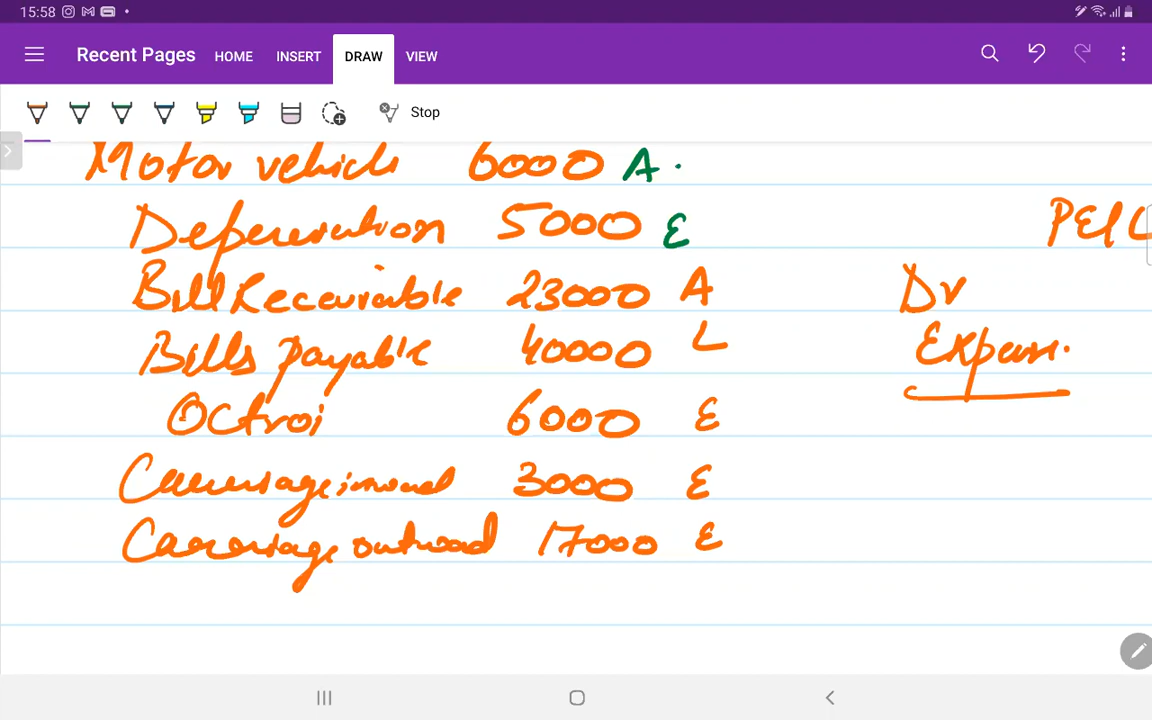 15:58
Recent Pages HOME INSERT DRAW VIEW
Stop
Motor vehicle 6000 A.
Depereciation 5000 E
Bill Receivable 23000 A
Bills payable 40000 L
Octroi 6000 E
Carriage inward 3000 E
Carriage outward 17000 E
Dr
Expense.